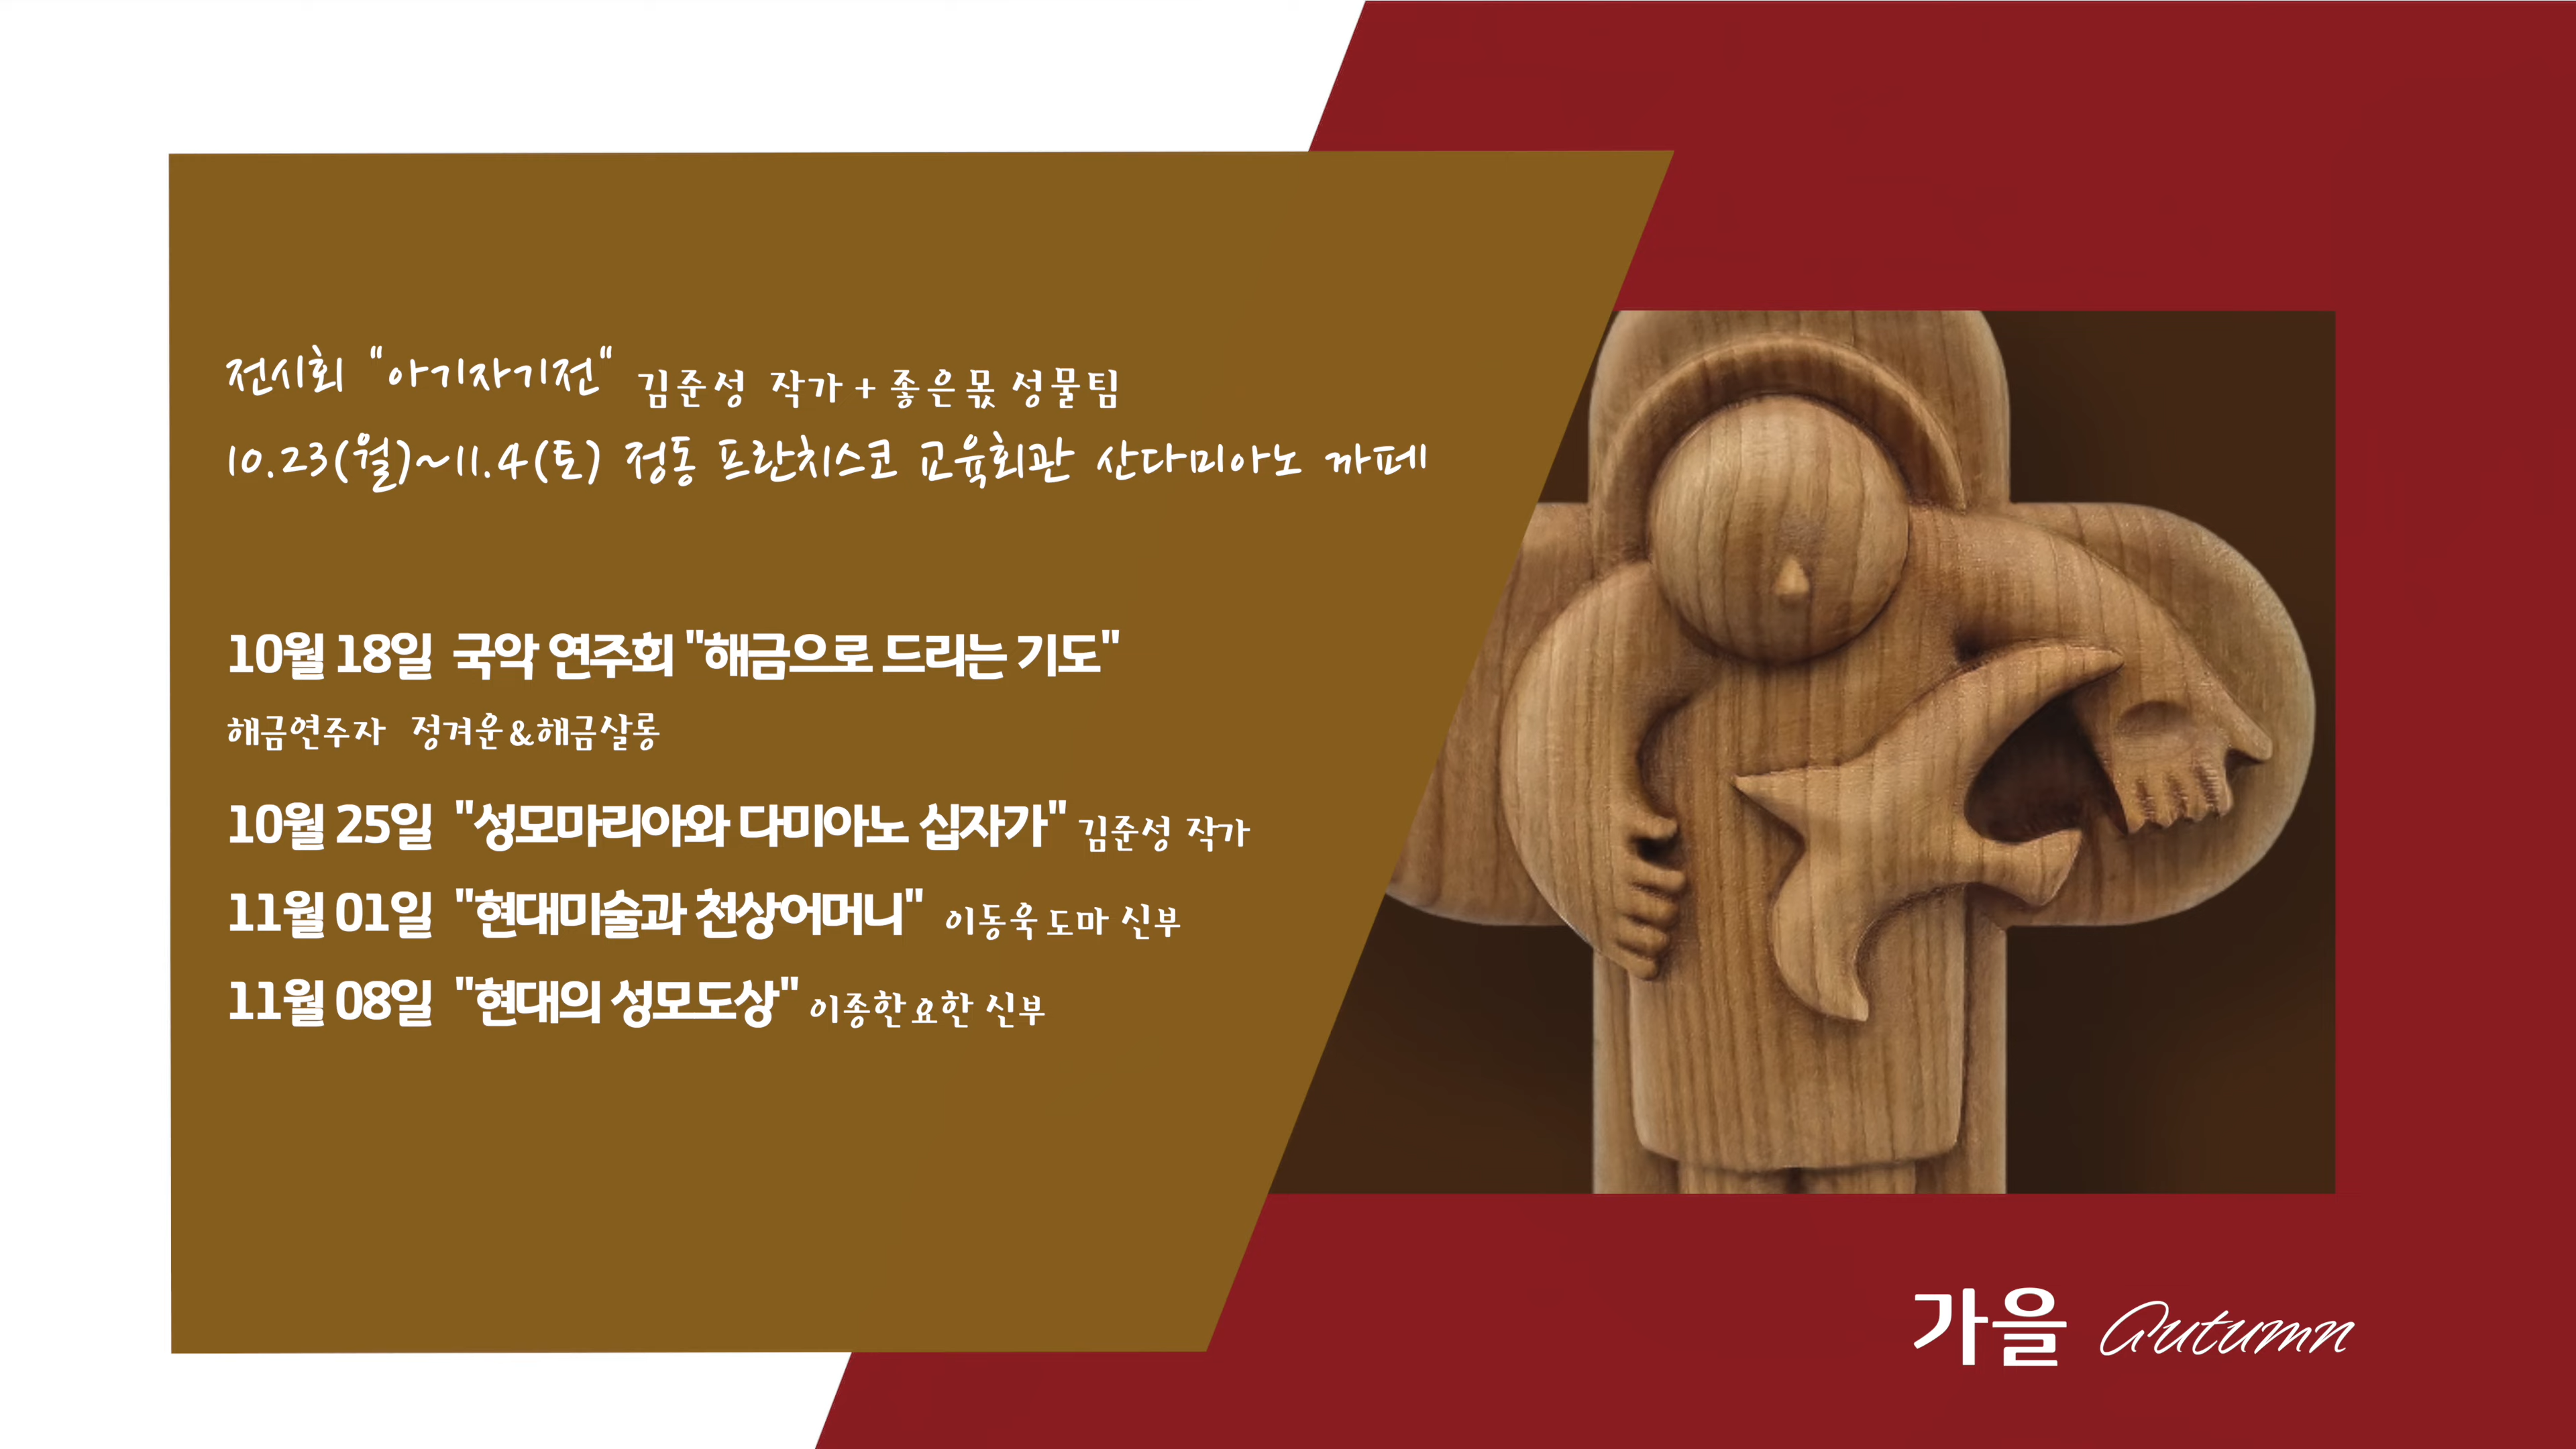 전시회 "아기자기전" 김준성 작가 + 좋은몫 성물팀
10.23(월)~11.4(토) 정동 프란치스코 교육회관 산다미아노 까페
10월 18일 국악 연주회 "해금으로 드리는 기도"
해금연주자 정겨운&해금살롱
10월 25일 "성모마리아와 다미아노 십자가" 김준성 작가
11월 01일 "현대미술과 천상어머니" 이동욱 도마 신부
11월 08일 "현대의 성모도상" 이종한 요한 신부
가을 Autumn